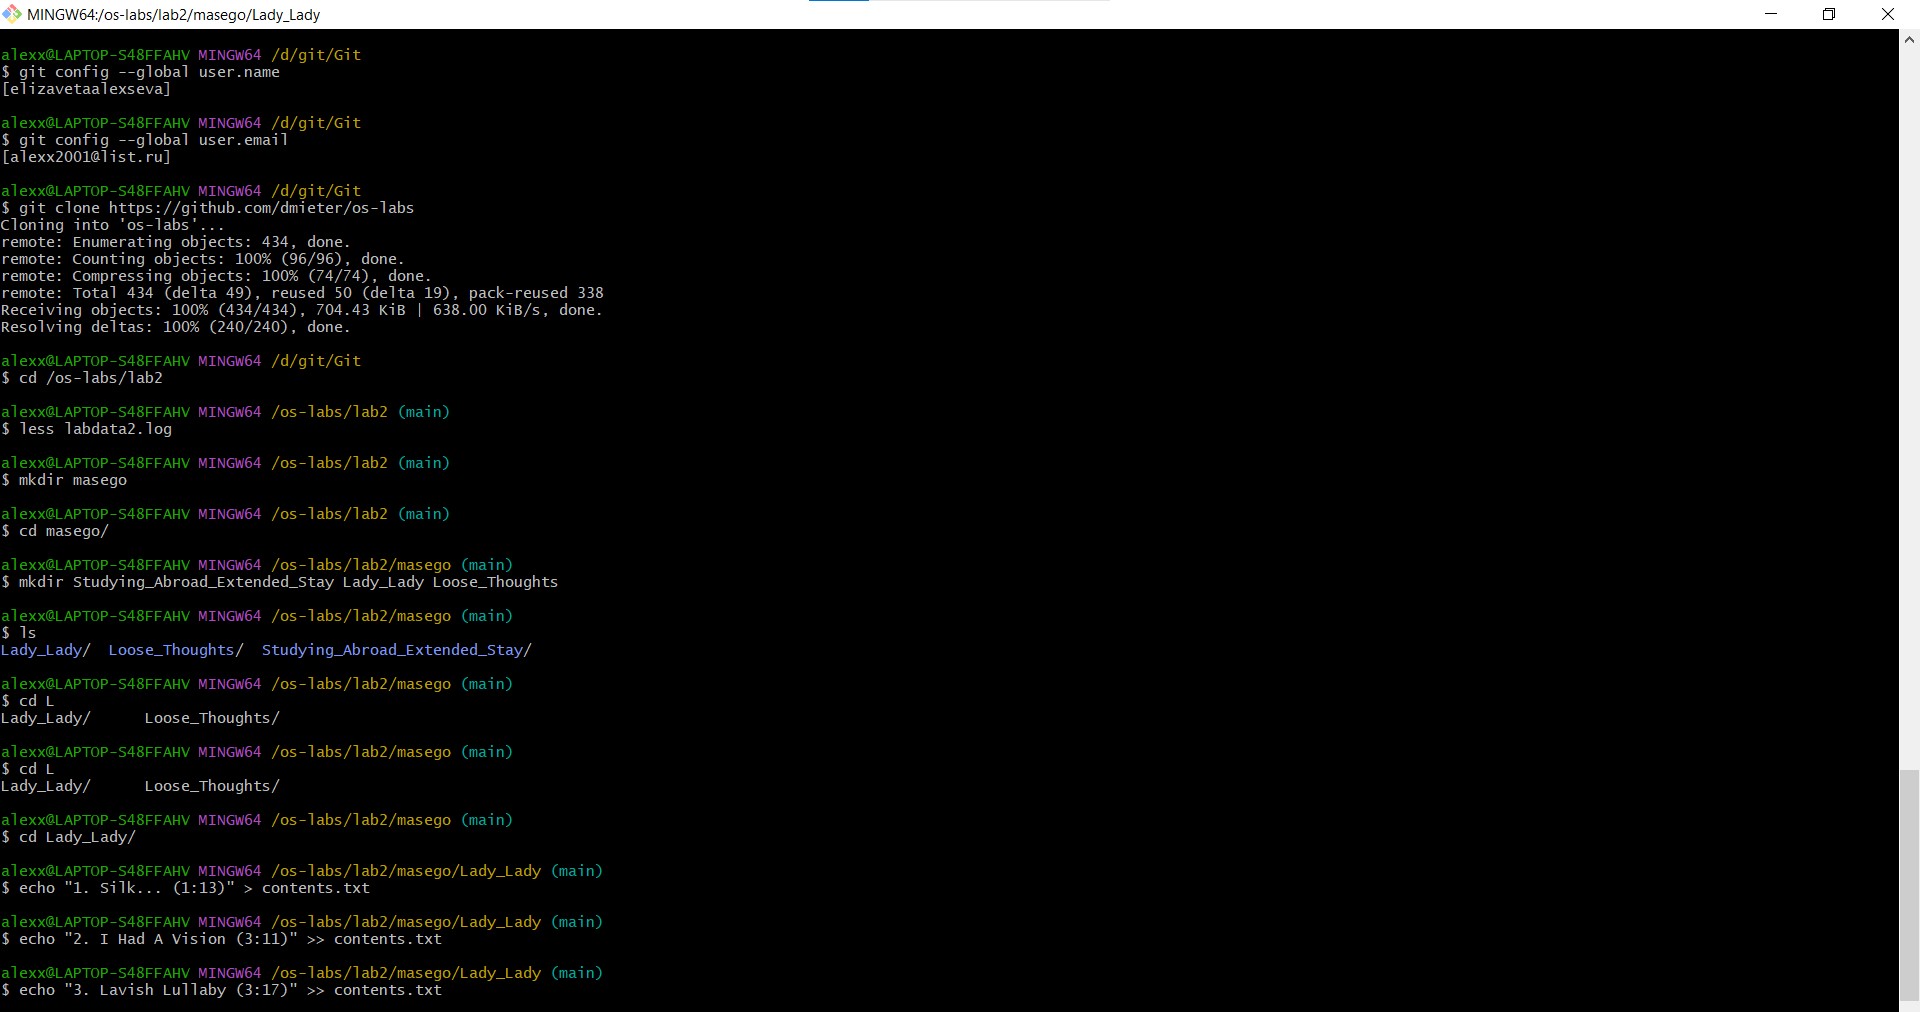 MINGW64:/os-labs/lab2/masego/Lady_Lady
alexx@LAPTOP-S48FFAHV MINGW64 /d/git/Git
$ git config --global user.name
[elizavetaalexseva]
alexx@LAPTOP-S48FFAHV MINGW64 /d/git/Git
$ git config --global user.email
[alexx2001@list.ru]
alexx@LAPTOP-S48FFAHV MINGW64 /d/git/Git
$ git clone https://github.com/dmieter/os-labs
Cloning into 'os-labs'...
remote: Enumerating objects: 434, done.
remote: Counting objects: 100% (96/96), done.
remote: Compressing objects: 100% (74/74), done.
remote: Total 434 (delta 49), reused 50 (delta 19), pack-reused 338
Receiving objects: 100% (434/434), 704.43 KiB | 638.00 KiB/s, done.
Resolving deltas: 100% (240/240), done.
alexx@LAPTOP-S48FFAHV MINGW64 /d/git/Git
$ cd /os-labs/lab2
alexx@LAPTOP-S48FFAHV MINGW64 /os-labs/lab2 (main)
$ less labdata2.log
alexx@LAPTOP-S48FFAHV MINGW64 /os-labs/lab2 (main)
$ mkdir masego
alexx@LAPTOP-S48FFAHV MINGW64 /os-labs/lab2 (main)
$ cd masego/
alexx@LAPTOP-S48FFAHV MINGW64 /os-labs/lab2/masego (main)
$ mkdir Studying_Abroad_Extended_Stay Lady_Lady Loose_Thoughts
alexx@LAPTOP-S48FFAHV MINGW64 /os-labs/lab2/masego (main)
$ ls
Lady_Lady/  Loose_Thoughts/  Studying_Abroad_Extended_Stay/
alexx@LAPTOP-S48FFAHV MINGW64 /os-labs/lab2/masego (main)
$ cd L
Lady_Lady/      Loose_Thoughts/
alexx@LAPTOP-S48FFAHV MINGW64 /os-labs/lab2/masego (main)
$ cd L
Lady_Lady/      Loose_Thoughts/
alexx@LAPTOP-S48FFAHV MINGW64 /os-labs/lab2/masego (main)
$ cd Lady_Lady/
alexx@LAPTOP-S48FFAHV MINGW64 /os-labs/lab2/masego/Lady_Lady (main)
$ echo "1. Silk... (1:13)" > contents.txt
alexx@LAPTOP-S48FFAHV MINGW64 /os-labs/lab2/masego/Lady_Lady (main)
$ echo "2. I Had A Vision (3:11)" >> contents.txt
alexx@LAPTOP-S48FFAHV MINGW64 /os-labs/lab2/masego/Lady_Lady (main)
$ echo "3. Lavish Lullaby (3:17)" >> contents.txt